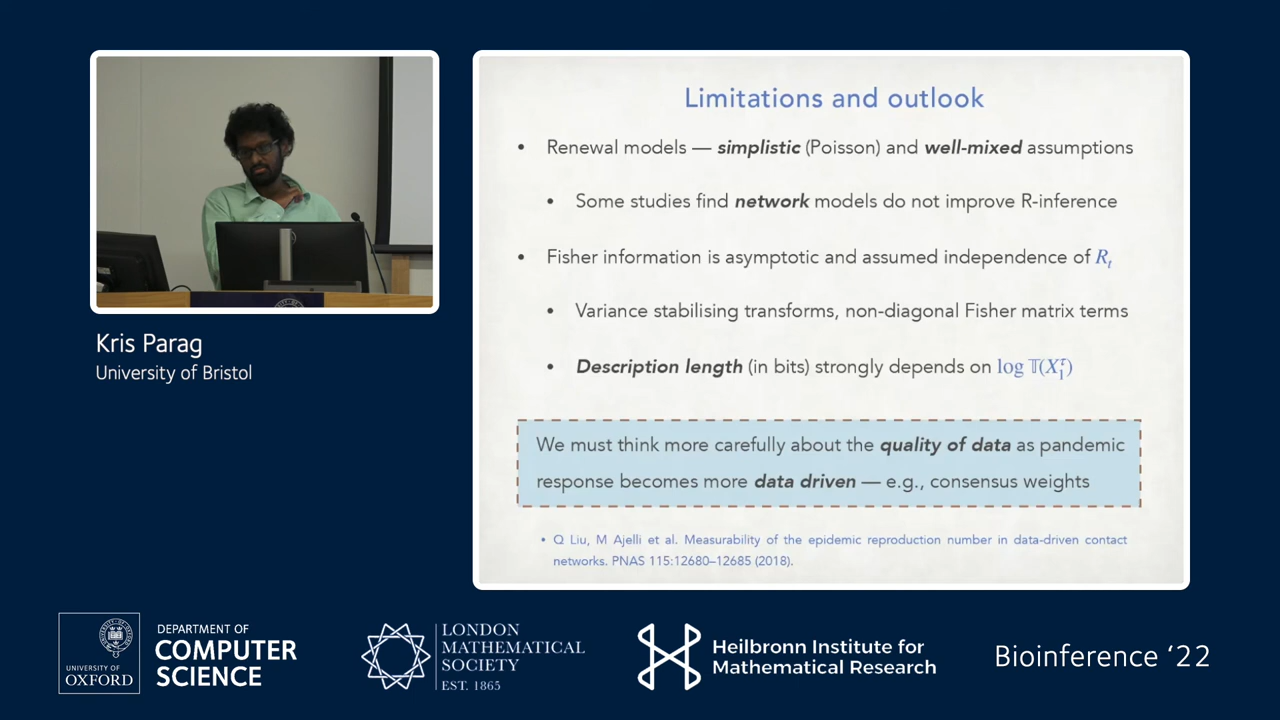 Kris Parag
University of Bristol
Limitations and outlook
• Renewal models — simplistic (Poisson) and well-mixed assumptions
• Some studies find network models do not improve R-inference
• Fisher information is asymptotic and assumed independence of Rₜ
• Variance stabilising transforms, non-diagonal Fisher matrix terms
• Description length (in bits) strongly depends on log 𝕋(X₁^τ)
We must think more carefully about the quality of data as pandemic
response becomes more data driven — e.g., consensus weights
• Q Liu, M Ajelli et al. Measurability of the epidemic reproduction number in data-driven contact
networks. PNAS 115:12680–12685 (2018).
UNIVERSITY OF
OXFORD
DEPARTMENT OF
COMPUTER
SCIENCE
LONDON
MATHEMATICAL
SOCIETY
EST. 1865
Heilbronn Institute for
Mathematical Research
Bioinference ‘22